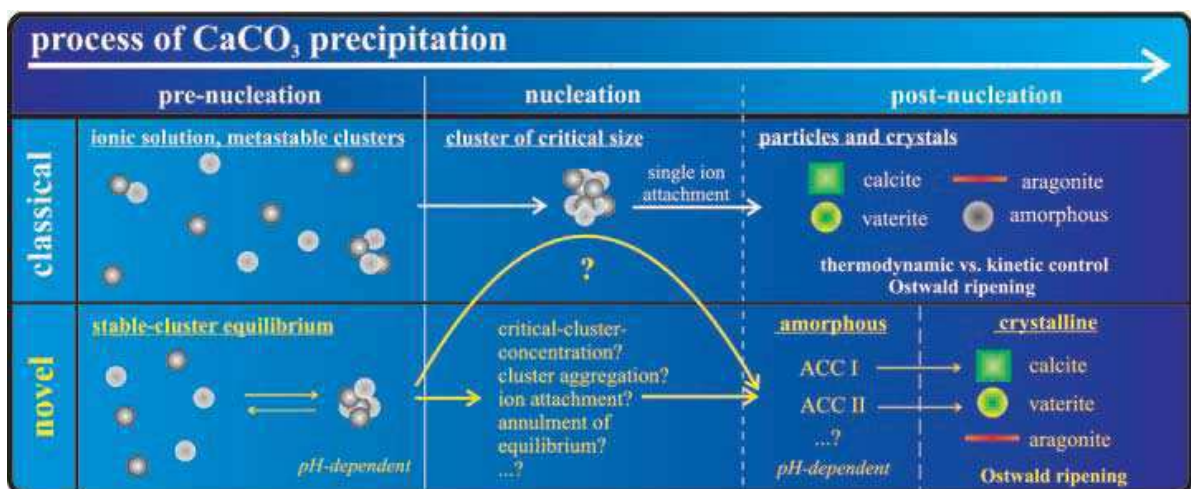 process of CaCO₃ precipitation
pre-nucleation
nucleation
post-nucleation
classical
ionic solution, metastable clusters
cluster of critical size
single ion
attachment
particles and crystals
calcite
aragonite
vaterite
amorphous
thermodynamic vs. kinetic control
Ostwald ripening
?
novel
stable-cluster equilibrium
pH-dependent
critical-cluster-
concentration?
cluster aggregation?
ion attachment?
annulment of
equilibrium?
...?
amorphous
ACC I
ACC II
...?
pH-dependent
crystalline
calcite
vaterite
aragonite
Ostwald ripening